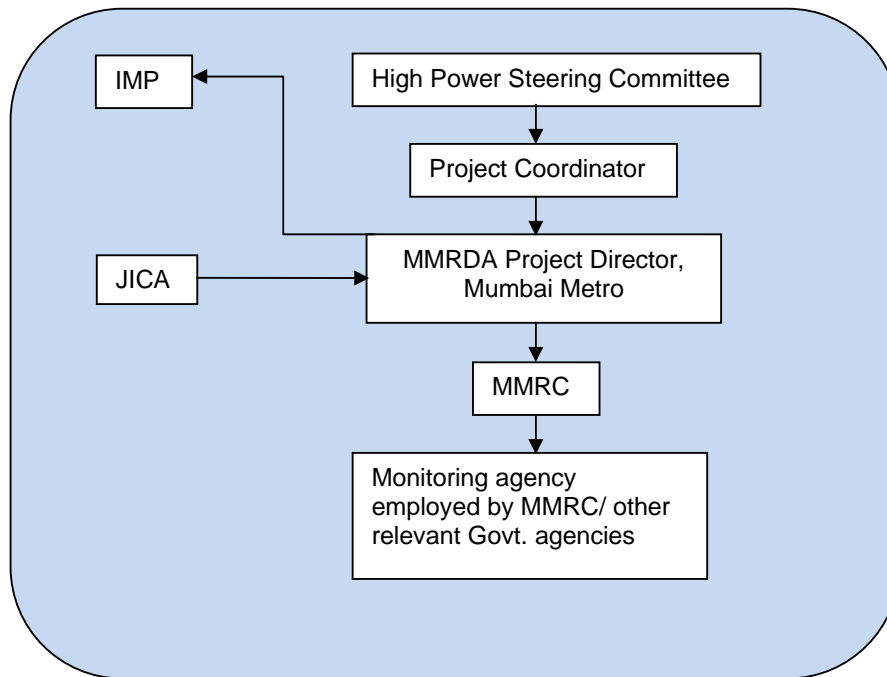 IMP
High Power Steering Committee
Project Coordinator
MMRDA Project Director,
Mumbai Metro
JICA
MMRC
Monitoring agency
employed by MMRC/ other
relevant Govt. agencies